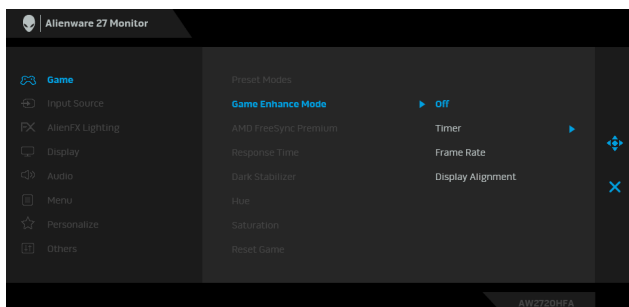 Alienware 27 Monitor
Game
Preset Modes
Input Source
Game Enhance Mode
Off
AlienFX Lighting
AMD FreeSync Premium
Timer
Display
Response Time
Frame Rate
Audio
Dark Stabilizer
Display Alignment
Menu
Hue
Personalize
Saturation
Others
Reset Game
AW2720HFA